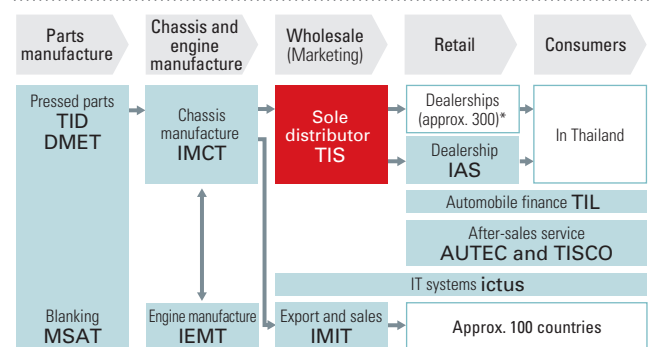 Parts
manufacture
Chassis and
engine
manufacture
Wholesale
(Marketing)
Retail
Consumers
Pressed parts
TID
DMET
Chassis
manufacture
IMCT
Sole
distributor
TIS
Dealerships
(approx. 300)*
Dealership
IAS
In Thailand
Automobile finance TIL
After-sales service
AUTEC and TISCO
IT systems ictus
Blanking
MSAT
Engine manufacture
IEMT
Export and sales
IMIT
Approx. 100 countries